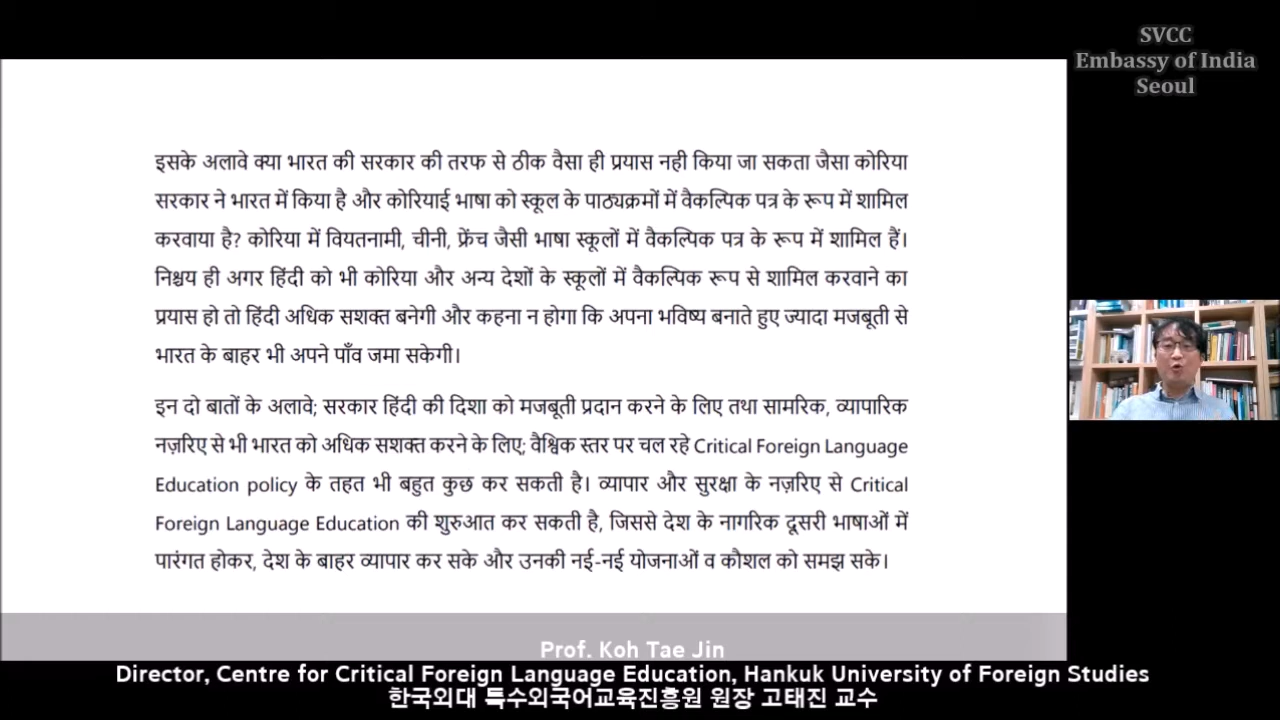 SVCC
Embassy of India
Seoul
इसके अलावे क्या भारत की सरकार की तरफ से ठीक वैसा ही प्रयास नही किया जा सकता जैसा कोरिया
सरकार ने भारत में किया है और कोरियाई भाषा को स्कूल के पाठ्यक्रमों में वैकल्पिक पत्र के रूप में शामिल
करवाया है? कोरिया में वियतनामी, चीनी, फ्रेंच जैसी भाषा स्कूलों में वैकल्पिक पत्र के रूप में शामिल हैं।
निश्चय ही अगर हिंदी को भी कोरिया और अन्य देशों के स्कूलों में वैकल्पिक रूप से शामिल करवाने का
प्रयास हो तो हिंदी अधिक सशक्त बनेगी और कहना न होगा कि अपना भविष्य बनाते हुए ज्यादा मजबूती से
भारत के बाहर भी अपने पाँव जमा सकेगी।
इन दो बातों के अलावे; सरकार हिंदी की दिशा को मजबूती प्रदान करने के लिए तथा सामरिक, व्यापारिक
नज़रिए से भी भारत को अधिक सशक्त करने के लिए; वैश्विक स्तर पर चल रहे Critical Foreign Language
Education policy के तहत भी बहुत कुछ कर सकती है। व्यापार और सुरक्षा के नज़रिए से Critical
Foreign Language Education की शुरुआत कर सकती है, जिससे देश के नागरिक दूसरी भाषाओं में
पारंगत होकर, देश के बाहर व्यापार कर सके और उनकी नई-नई योजनाओं व कौशल को समझ सके।
Prof. Koh Tae Jin
Director, Centre for Critical Foreign Language Education, Hankuk University of Foreign Studies
한국외대 특수외국어교육진흥원 원장 고태진 교수